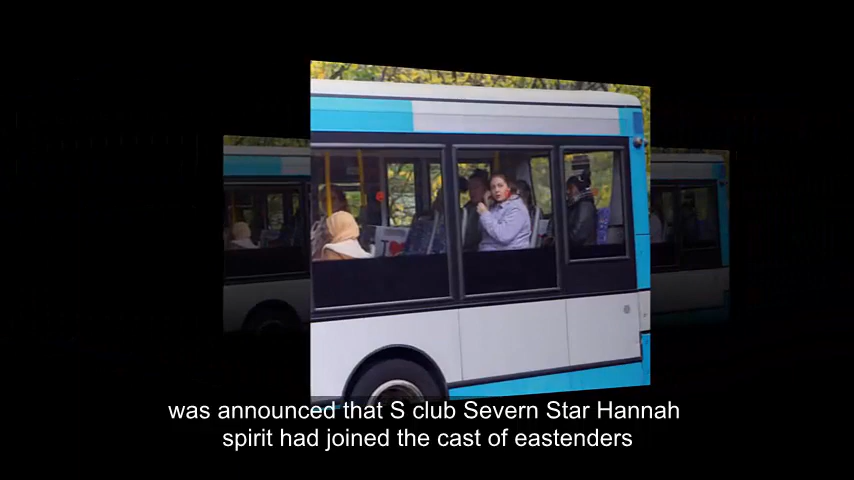 was announced that S club Severn Star Hannah
spirit had joined the cast of eastenders